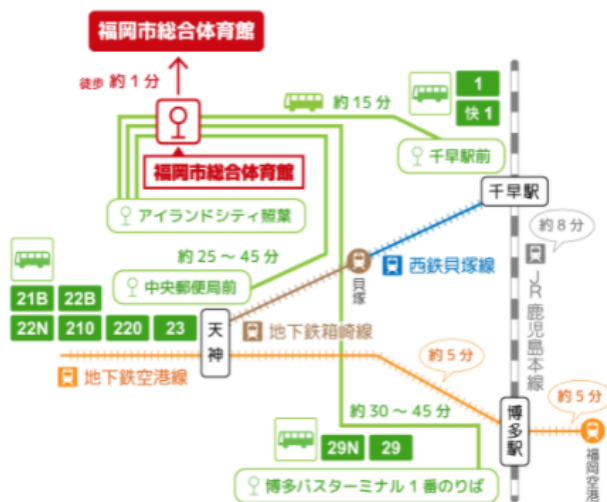 福岡市総合体育館
徒歩 約1分
約15分
1
快1
福岡市総合体育館
千早駅前
千早駅
アイランドシティ照葉
約8分
約25～45分
西鉄貝塚線
貝塚
JR鹿児島本線
中央郵便局前
21B 22B
22N 210 220 23
天神
地下鉄箱崎線
地下鉄空港線
約5分
約5分
約30～45分
博多駅
福岡空港
29N 29
博多バスターミナル1番のりば